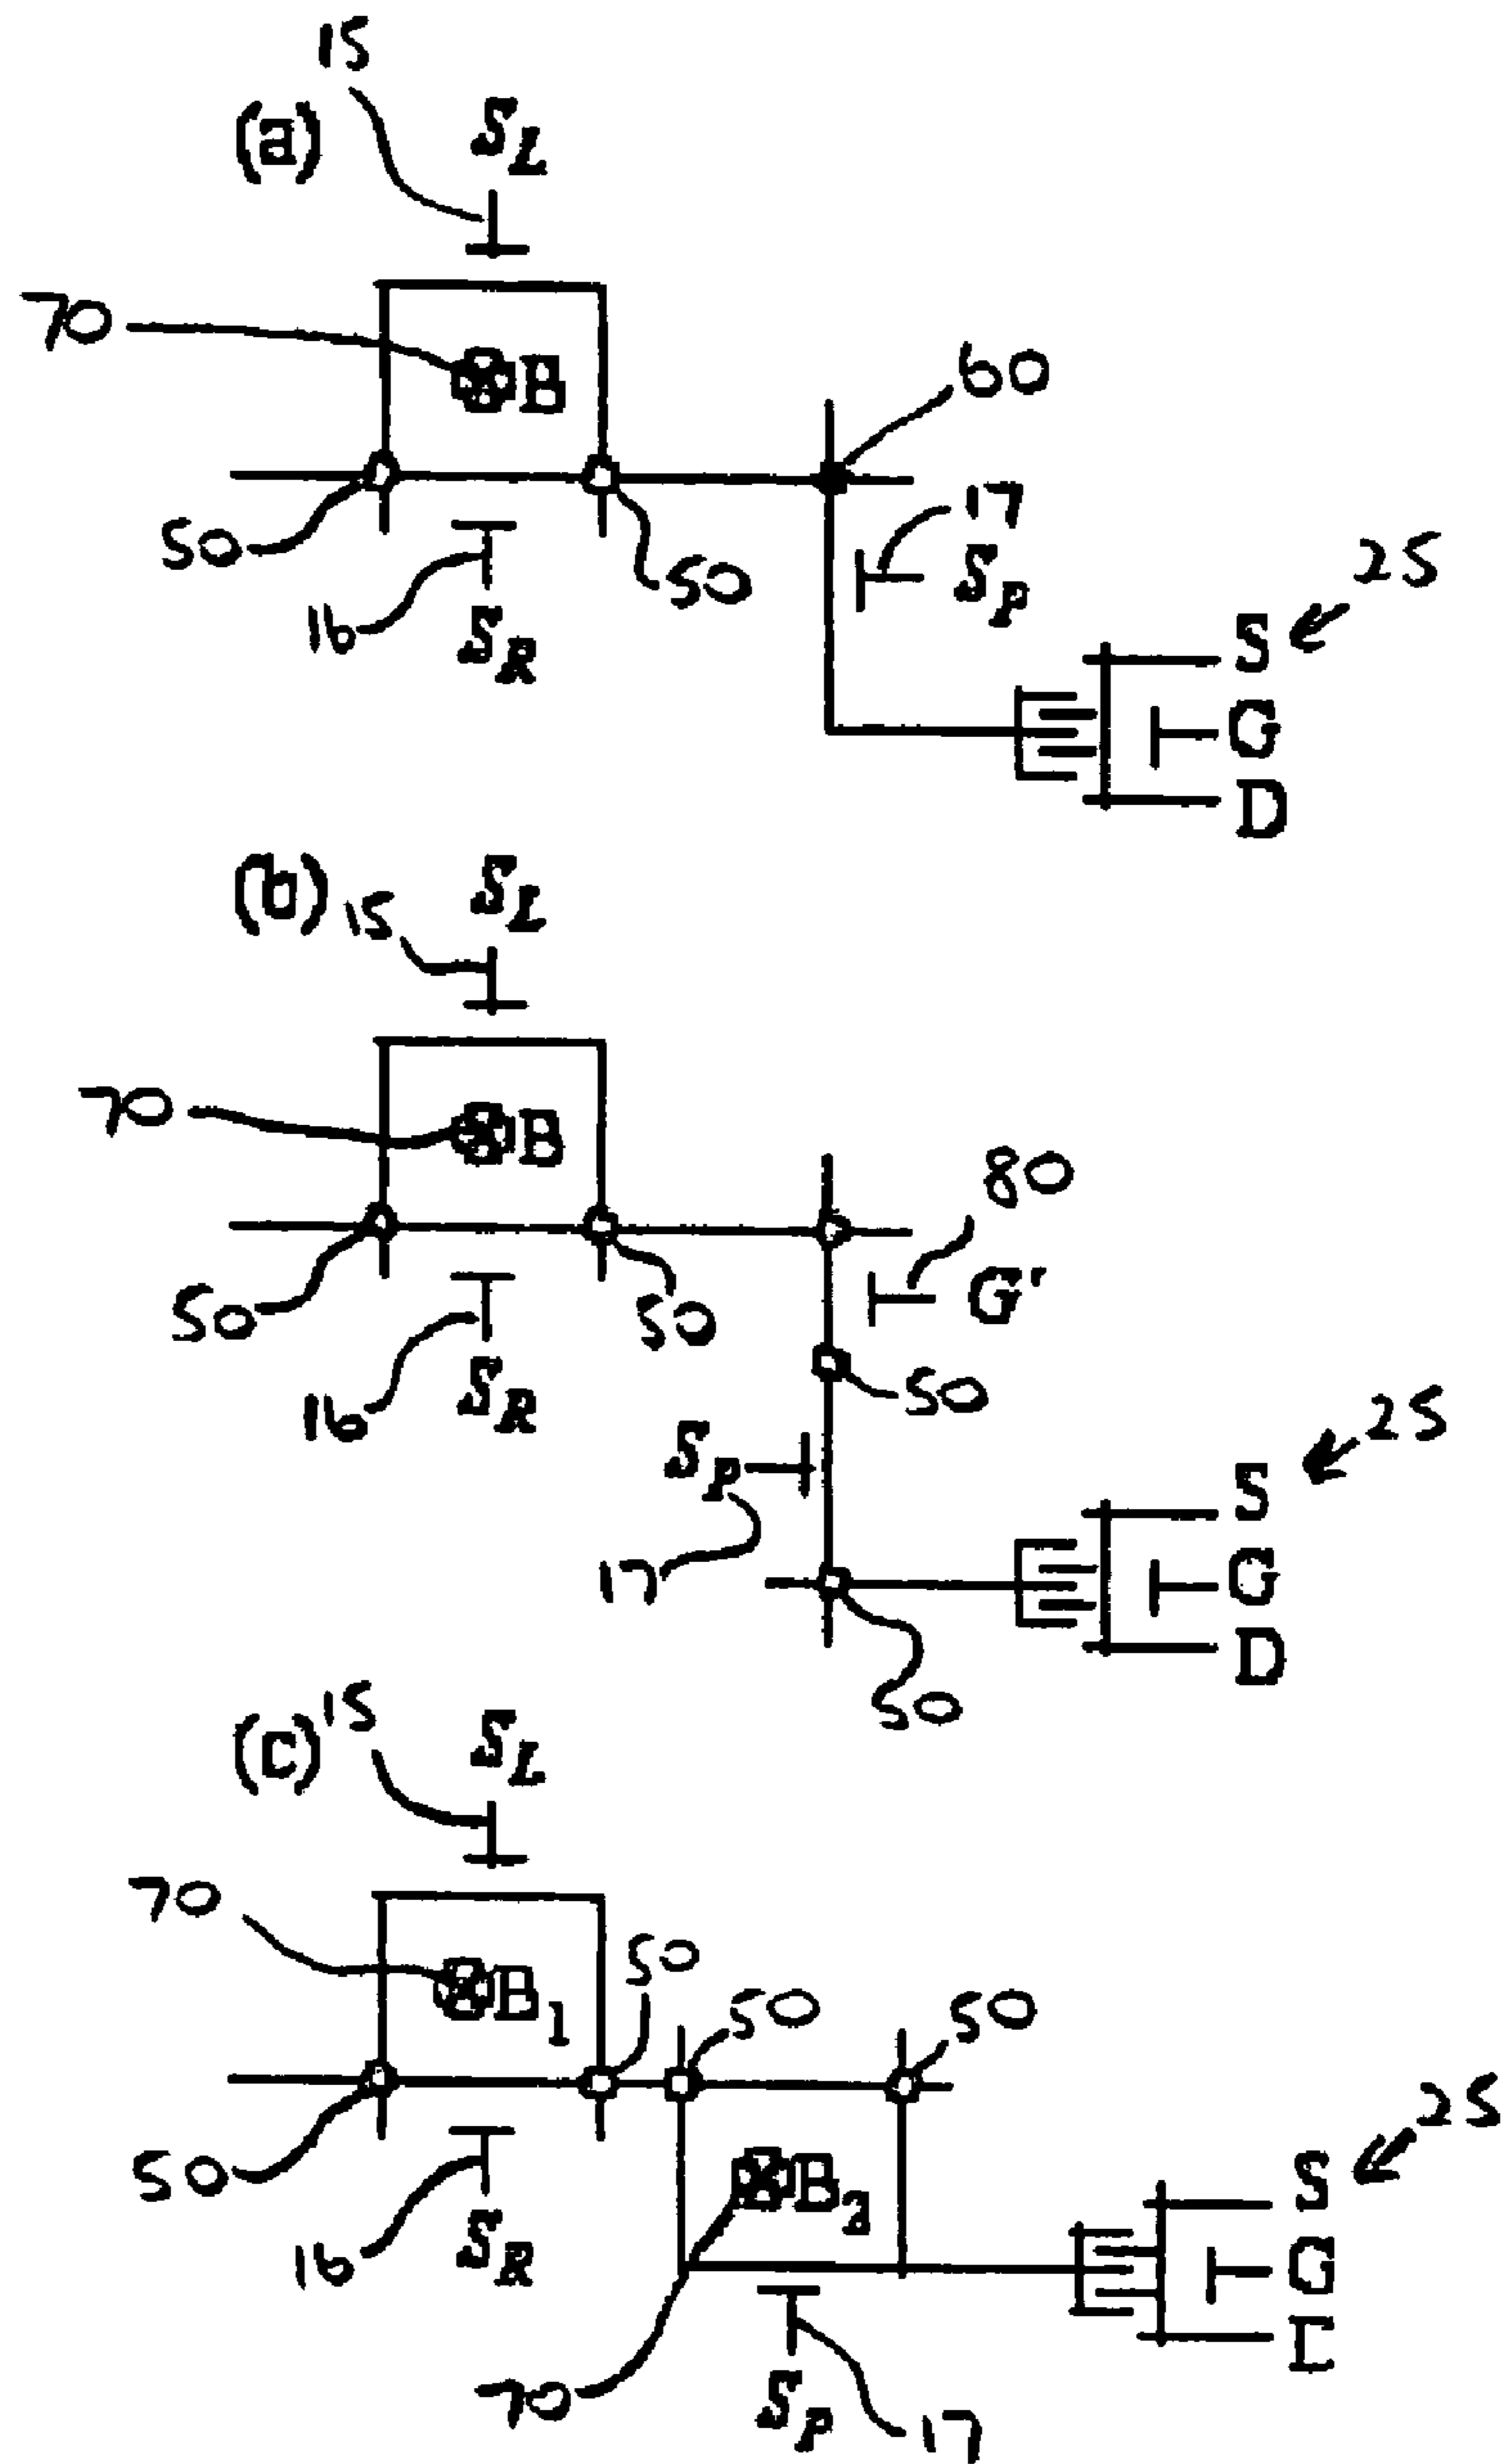 15
(a) S_L
70 B 60
50 50 17
S_P 25
16 S_R S
G
D
(b) 15 S_L
70 B 80
G'
50 50
16 S_R 50
S_P 25
S
17 G
D
50
(c) 15 S_L
70 50
B_1 50 50
50 25
16 S_R B_2 S
G
70 S_P 17